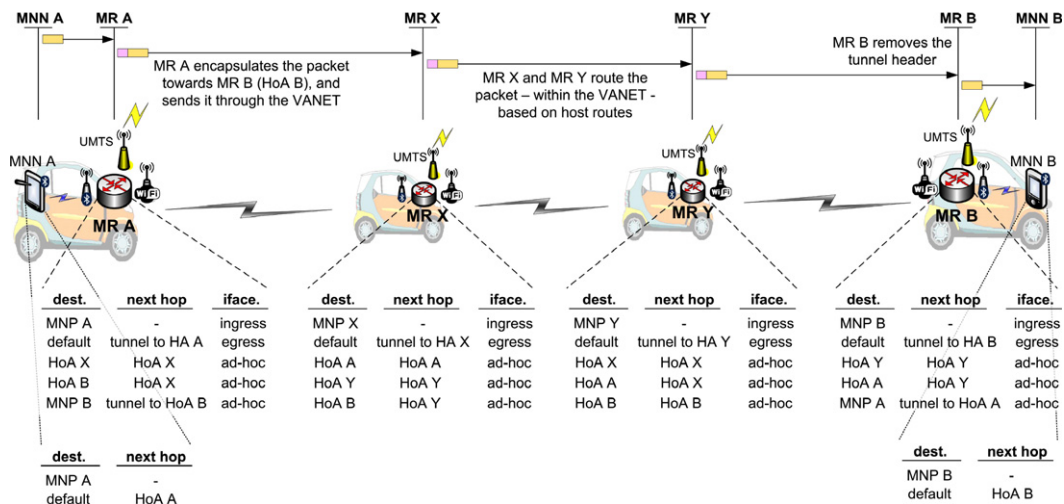 MNN A MR A MR X MR Y MR B MNN B
MR A encapsulates the packet
towards MR B (HoA B), and
sends it through the VANET
MR X and MR Y route the
packet – within the VANET -
based on host routes
MR B removes the
tunnel header
UMTS
MNN A
WiFi
MR A
UMTS
WiFi
MR X
UMTS
WiFi
MR Y
UMTS
MNN B
WiFi
MR B
dest. next hop iface.
MNP A - ingress
default tunnel to HA A egress
HoA X HoA X ad-hoc
HoA B HoA X ad-hoc
MNP B tunnel to HoA B ad-hoc
dest. next hop iface.
MNP X - ingress
default tunnel to HA X egress
HoA A HoA A ad-hoc
HoA Y HoA Y ad-hoc
HoA B HoA Y ad-hoc
dest. next hop iface.
MNP Y - ingress
default tunnel to HA Y egress
HoA X HoA X ad-hoc
HoA A HoA X ad-hoc
HoA B HoA B ad-hoc
dest. next hop iface.
MNP B - ingress
default tunnel to HA B egress
HoA Y HoA Y ad-hoc
HoA A HoA Y ad-hoc
MNP A tunnel to HoA A ad-hoc
dest. next hop
MNP A -
default HoA A
dest. next hop
MNP B -
default HoA B